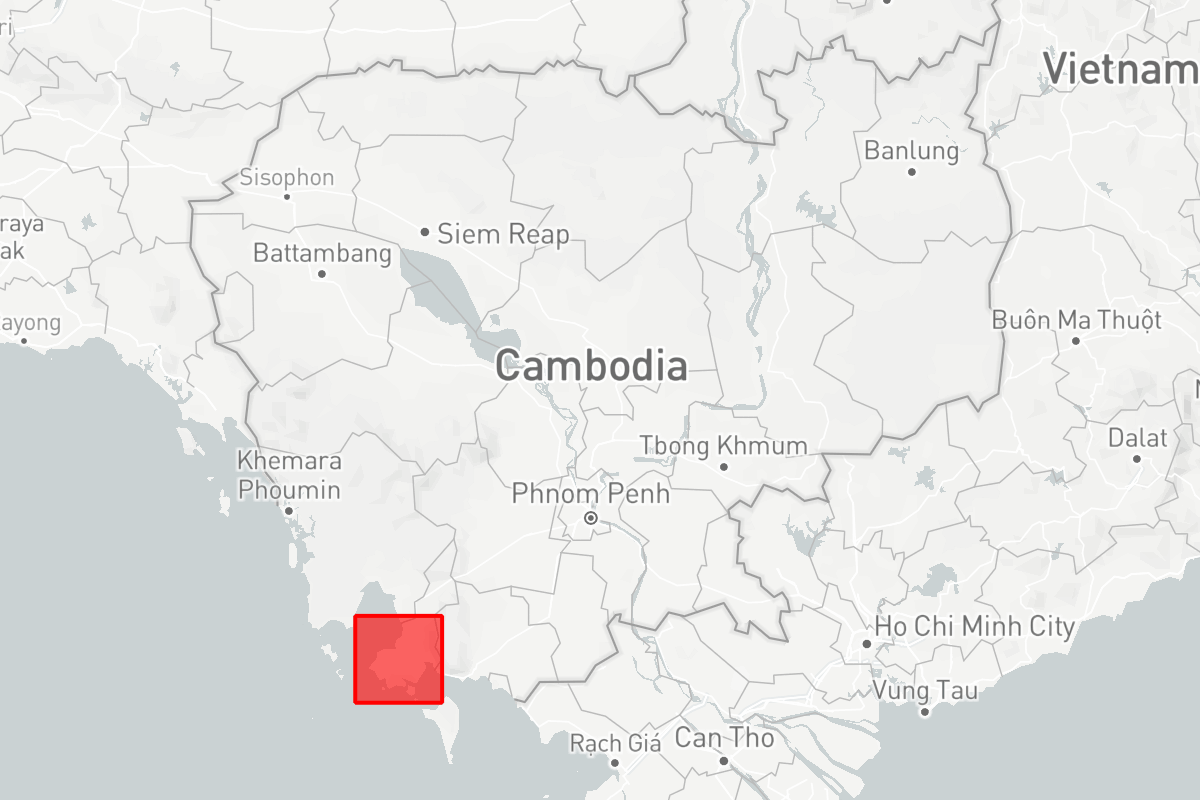 Vietnam
Banlung
Sisophon
Siem Reap
Battambang
Buôn Ma Thuột
Cambodia
Dalat
Tbong Khmum
Khemara
Phoumin
Phnom Penh
Ho Chi Minh City
Vung Tau
Rạch Giá
Can Tho